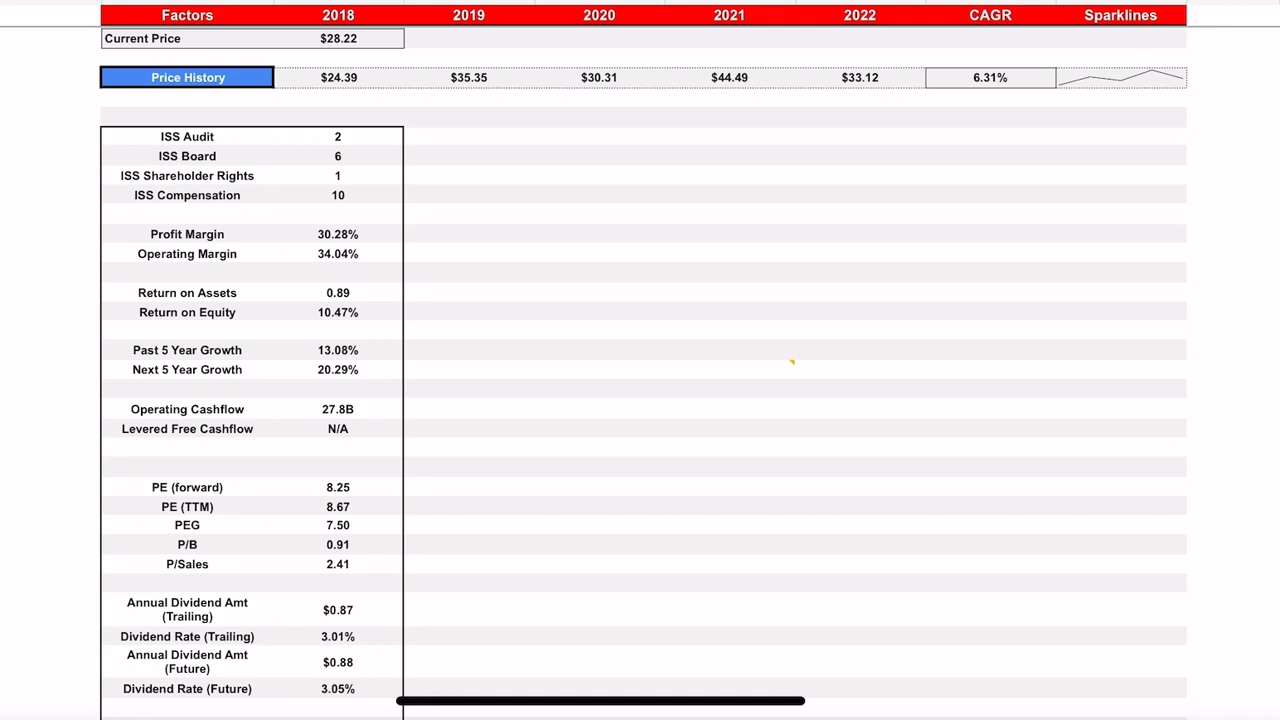 Factors 2018 2019 2020 2021 2022 CAGR Sparklines
Current Price $28.22
Price History $24.39 $35.35 $30.31 $44.49 $33.12 6.31%
ISS Audit 2
ISS Board 6
ISS Shareholder Rights 1
ISS Compensation 10
Profit Margin 30.28%
Operating Margin 34.04%
Return on Assets 0.89
Return on Equity 10.47%
Past 5 Year Growth 13.08%
Next 5 Year Growth 20.29%
Operating Cashflow 27.8B
Levered Free Cashflow N/A
PE (forward) 8.25
PE (TTM) 8.67
PEG 7.50
P/B 0.91
P/Sales 2.41
Annual Dividend Amt
(Trailing) $0.87
Dividend Rate (Trailing) 3.01%
Annual Dividend Amt
(Future) $0.88
Dividend Rate (Future) 3.05%